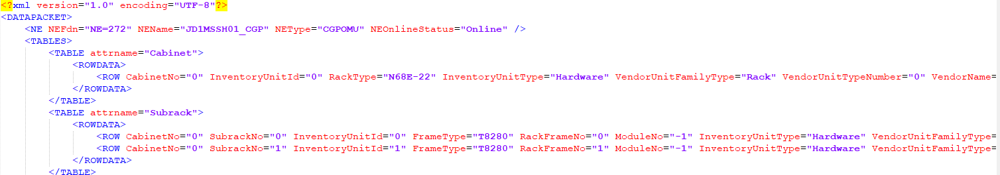 <?xml version="1.0" encoding="UTF-8"?>
<DATAPACKET>
<NE NEFdn="NE=272" NEName="JD1MSSH01_CGP" NEType="CGPOMU" NEOnlineStatus="Online" />
<TABLES>
<TABLE attrname="Cabinet">
<ROWDATA>
<ROW CabinetNo="0" InventoryUnitId="0" RackType="N68E-22" InventoryUnitType="Hardware" VendorUnitFamilyType="Rack" VendorUnitTypeNumber="0" VendorName=
</ROWDATA>
</TABLE>
<TABLE attrname="Subrack">
<ROWDATA>
<ROW CabinetNo="0" SubrackNo="0" InventoryUnitId="0" FrameType="T8280" RackFrameNo="0" ModuleNo="-1" InventoryUnitType="Hardware" VendorUnitFamilyType=
<ROW CabinetNo="0" SubrackNo="1" InventoryUnitId="1" FrameType="T8280" RackFrameNo="1" ModuleNo="-1" InventoryUnitType="Hardware" VendorUnitFamilyType=
</ROWDATA>
</TABLE>